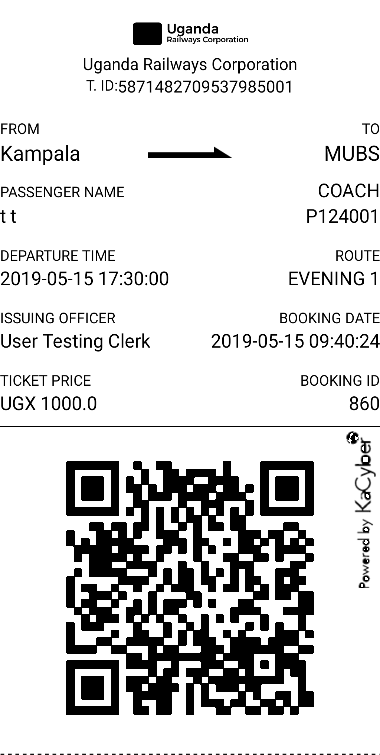 Uganda
Railways Corporation
Uganda Railways Corporation
T. ID:5871482709537985001
FROM TO
Kampala MUBS
PASSENGER NAME COACH
t t P124001
DEPARTURE TIME ROUTE
2019-05-15 17:30:00 EVENING 1
ISSUING OFFICER BOOKING DATE
User Testing Clerk 2019-05-15 09:40:24
TICKET PRICE BOOKING ID
UGX 1000.0 860
Powered by KaCyber